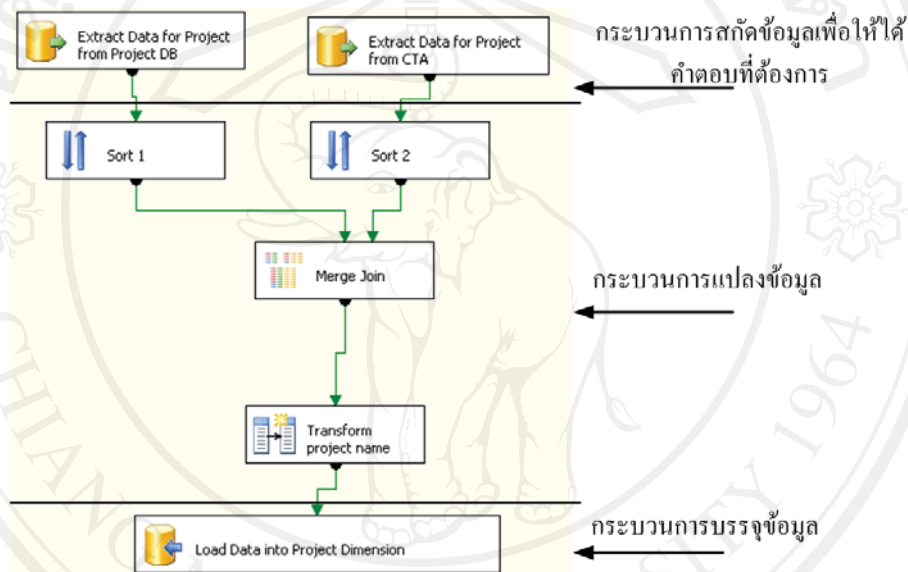 Extract Data for Project
from Project DB
Extract Data for Project
from CTA
กระบวนการสกัดข้อมูลเพื่อให้ได้
คำตอบที่ต้องการ
Sort 1
Sort 2
Merge Join
กระบวนการแปลงข้อมูล
Transform
project name
Load Data into Project Dimension
กระบวนการบรรจุข้อมูล
CHIANG
UNIVERSITY 1964